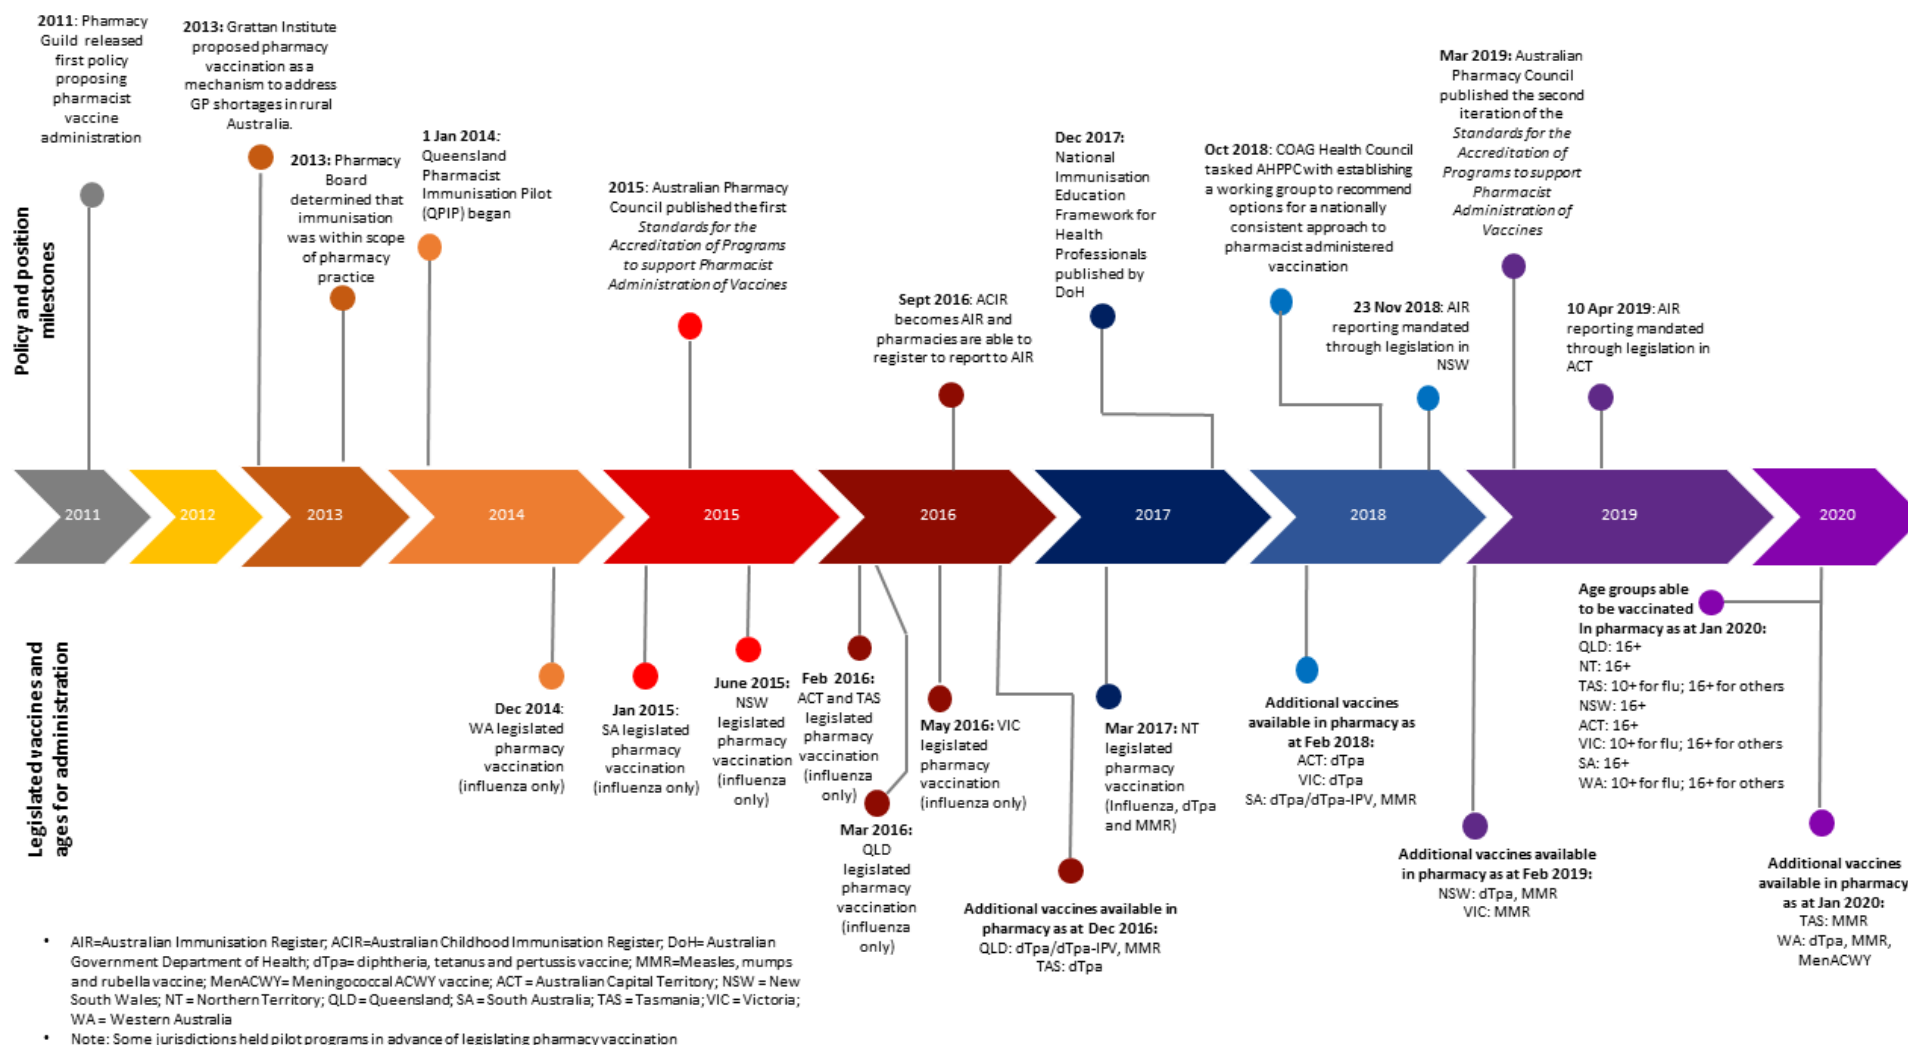 2011: Pharmacy
Guild released
first policy
proposing
pharmacist
vaccine
administration
2013: Grattan Institute
proposed pharmacy
vaccination as a
mechanism to address
GP shortages in rural
Australia.
2013: Pharmacy
Board
determined that
immunisation
was within scope
of pharmacy
practice
1 Jan 2014:
Queensland
Pharmacist
Immunisation Pilot
(QPIP) began
2015: Australian Pharmacy
Council published the first
Standards for the
Accreditation of Programs
to support Pharmacist
Administration of Vaccines
Sept 2016: ACIR
becomes AIR and
pharmacies are able to
register to report to AIR
Dec 2017:
National
Immunisation
Education
Framework for
Health
Professionals
published by
DoH
Oct 2018: COAG Health Council
tasked AHPPC with establishing
a working group to recommend
options for a nationally
consistent approach to
pharmacist administered
vaccination
23 Nov 2018: AIR
reporting mandated
through legislation in
NSW
Mar 2019: Australian
Pharmacy Council
published the second
iteration of the
Standards for the
Accreditation of
Programs to support
Pharmacist
Administration of
Vaccines
10 Apr 2019: AIR
reporting mandated
through legislation in
ACT
Policy and position
milestones
2011
2012
2013
2014
2015
2016
2017
2018
2019
2020
Legislated vaccines and
ages for administration
Dec 2014:
WA legislated
pharmacy
vaccination
(influenza only)
Jan 2015:
SA legislated
pharmacy
vaccination
(influenza only)
June 2015:
NSW
legislated
pharmacy
vaccination
(influenza
only)
Feb 2016:
ACT and TAS
legislated
pharmacy
vaccination
(influenza
only)
Mar 2016:
QLD
legislated
pharmacy
vaccination
(influenza
only)
May 2016: VIC
legislated
pharmacy
vaccination
(influenza only)
Additional vaccines available in
pharmacy as at Dec 2016:
QLD: dTpa/dTpa-IPV, MMR
TAS: dTpa
Mar 2017: NT
legislated
pharmacy
vaccination
(Influenza, dTpa
and MMR)
Additional vaccines
available in pharmacy as
at Feb 2018:
ACT: dTpa
VIC: dTpa
SA: dTpa/dTpa-IPV, MMR
Additional vaccines available
in pharmacy as at Feb 2019:
NSW: dTpa, MMR
VIC: MMR
Age groups able
to be vaccinated
In pharmacy as at Jan 2020:
QLD: 16+
NT: 16+
TAS: 10+ for flu; 16+ for others
NSW: 16+
ACT: 16+
VIC: 10+ for flu; 16+ for others
SA: 16+
WA: 10+ for flu; 16+ for others
Additional vaccines
available in pharmacy
as at Jan 2020:
TAS: MMR
WA: dTpa, MMR,
MenACWY
• AIR=Australian Immunisation Register; ACIR=Australian Childhood Immunisation Register; DoH= Australian
Government Department of Health; dTpa= diphtheria, tetanus and pertussis vaccine; MMR=Measles, mumps
and rubella vaccine; MenACWY= Meningococcal ACWY vaccine; ACT = Australian Capital Territory; NSW = New
South Wales; NT = Northern Territory; QLD = Queensland; SA = South Australia; TAS = Tasmania; VIC = Victoria;
WA = Western Australia
• Note: Some jurisdictions held pilot programs in advance of legislating pharmacy vaccination